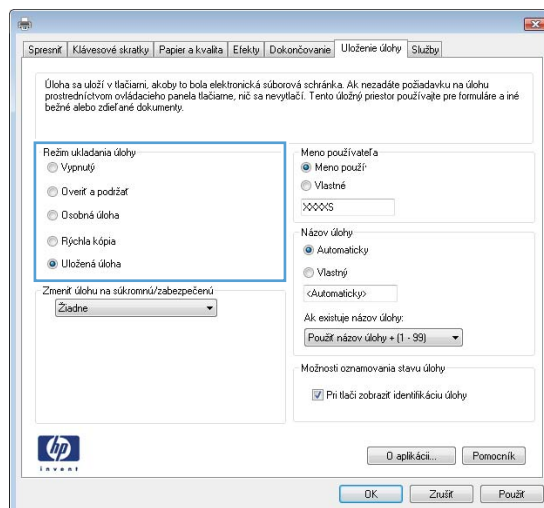 Spresniť Klávesové skratky Papier a kvalita Efekty Dokončovanie Uloženie úlohy Služby
Úloha sa uloží v tlačiarni, akoby to bola elektronická súborová schránka. Ak nezadáte požiadavku na úlohu
prostredníctvom ovládacieho panela tlačiarne, nič sa nevytlačí. Tento úložný priestor používajte pre formuláre a iné
bežné alebo zdieľané dokumenty.
Režim ukladania úlohy
Vypnutý
Overiť a podržať
Osobná úloha
Rýchla kópia
Uložená úloha
Zmeniť úlohu na súkromnú/zabezpečenú
Žiadne
Meno používateľa
Meno použí
Vlastné
XXXXS
Názov úlohy
Automaticky
Vlastný
<Automaticky>
Ak existuje názov úlohy:
Použiť názov úlohy + (1 - 99)
Možnosti oznamovania stavu úlohy
Pri tlači zobraziť identifikáciu úlohy
hp
invent
O aplikácii... Pomocník
OK Zrušiť Použiť